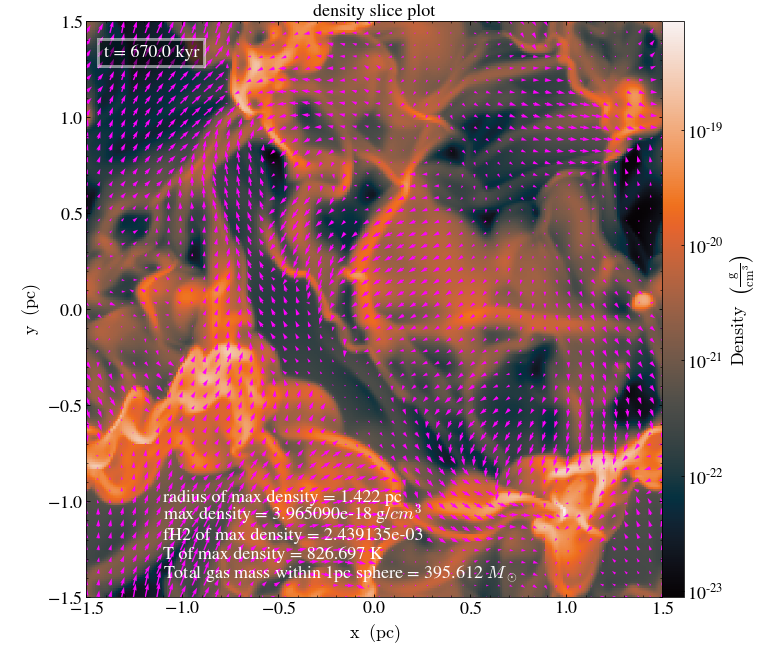 density slice plot
t = 670.0 kyr
radius of max density = 1.422 pc
max density = 3.965090e-18 g/cm³
fH2 of max density = 2.439135e-03
T of max density = 826.697 K
Total gas mass within 1pc sphere = 395.612 M☉
1.5
1.0
0.5
0.0
−0.5
−1.0
−1.5
y (pc)
−1.5 −1.0 −0.5 0.0 0.5 1.0 1.5
x (pc)
10⁻¹⁹
10⁻²⁰
10⁻²¹
10⁻²²
10⁻²³
Density (g/cm³)